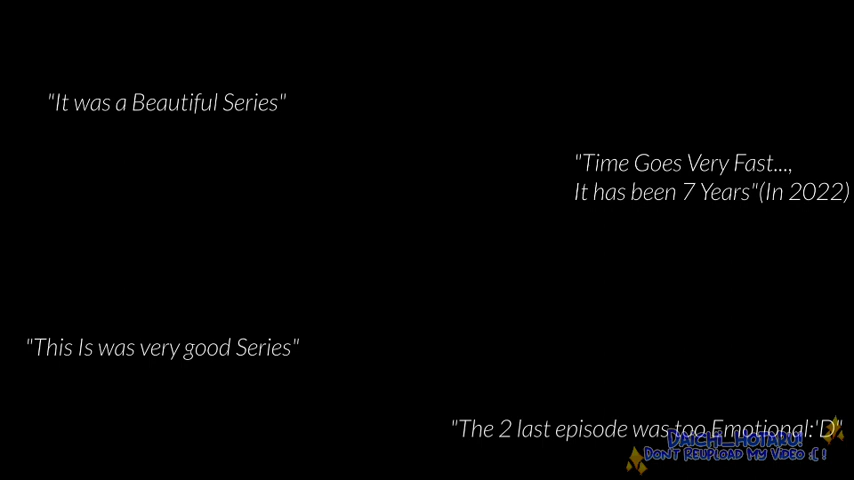 "It was a Beautiful Series"
"Time Goes Very Fast...,
It has been 7 Years"(In 2022)
"This Is was very good Series"
"The 2 last episode was too Emotional:'D"
Daichi_Hotaru!
Don't Reupload My Video :( !